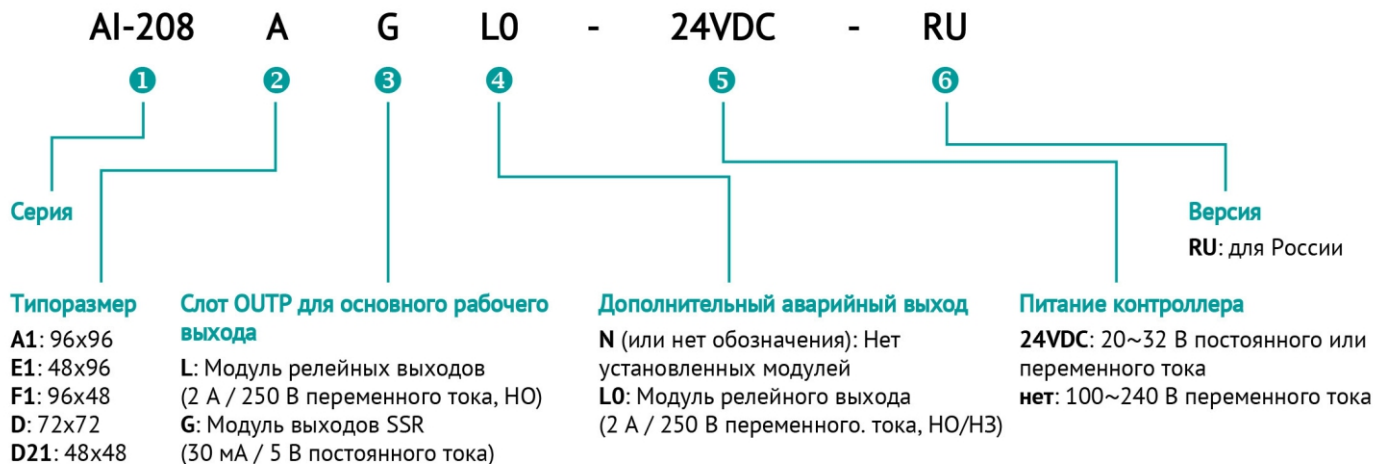 AI-208 A G L0 - 24VDC - RU
1 2 3 4 5 6
Серия
Версия
RU: для России
Типоразмер
A1: 96x96
E1: 48x96
F1: 96x48
D: 72x72
D21: 48x48
Слот OUTP для основного рабочего
выхода
L: Модуль релейных выходов
(2 А / 250 В переменного тока, НО)
G: Модуль выходов SSR
(30 мА / 5 В постоянного тока)
Дополнительный аварийный выход
N (или нет обозначения): Нет
установленных модулей
L0: Модуль релейного выхода
(2 А / 250 В переменного. тока, НО/НЗ)
Питание контроллера
24VDC: 20~32 В постоянного или
переменного тока
нет: 100~240 В переменного тока